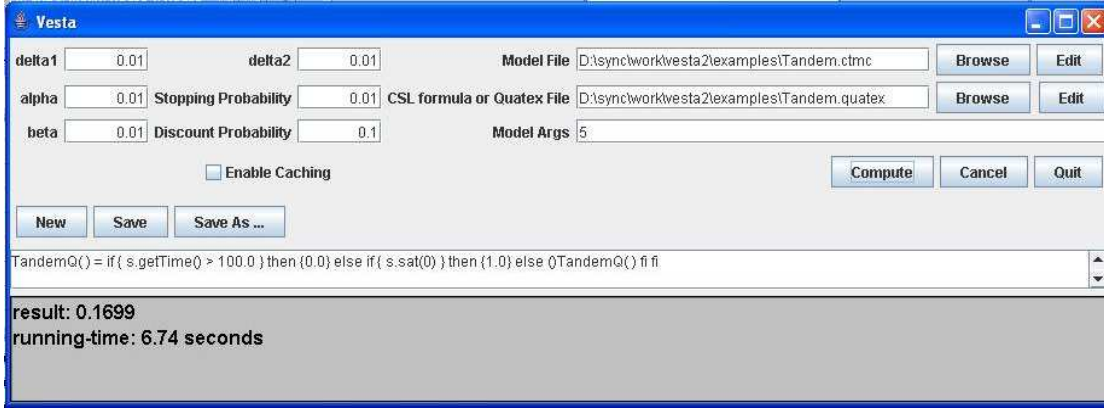 Vesta
delta1 0.01 delta2 0.01 Model File D:\sync\work\vesta2\examples\Tandem.ctmc Browse Edit
alpha 0.01 Stopping Probability 0.01 CSL formula or Quatex File D:\sync\work\vesta2\examples\Tandem.quatex Browse Edit
beta 0.01 Discount Probability 0.1 Model Args 5
Enable Caching Compute Cancel Quit
New Save Save As ...
TandemQ() = if { s.getTime() > 100.0 } then {0.0} else if { s.sat(0) } then {1.0} else ()TandemQ() fi fi
result: 0.1699
running-time: 6.74 seconds